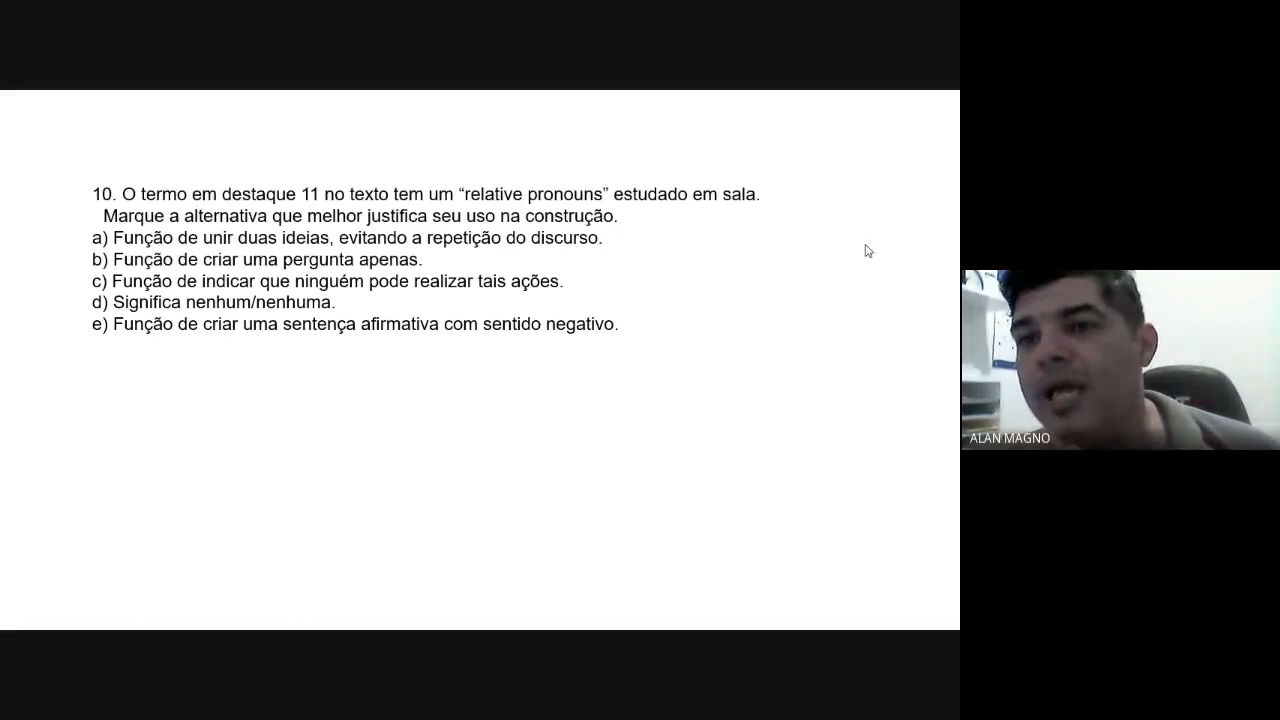 10. O termo em destaque 11 no texto tem um “relative pronouns” estudado em sala.
Marque a alternativa que melhor justifica seu uso na construção.
a) Função de unir duas ideias, evitando a repetição do discurso.
b) Função de criar uma pergunta apenas.
c) Função de indicar que ninguém pode realizar tais ações.
d) Significa nenhum/nenhuma.
e) Função de criar uma sentença afirmativa com sentido negativo.
ALAN MAGNO